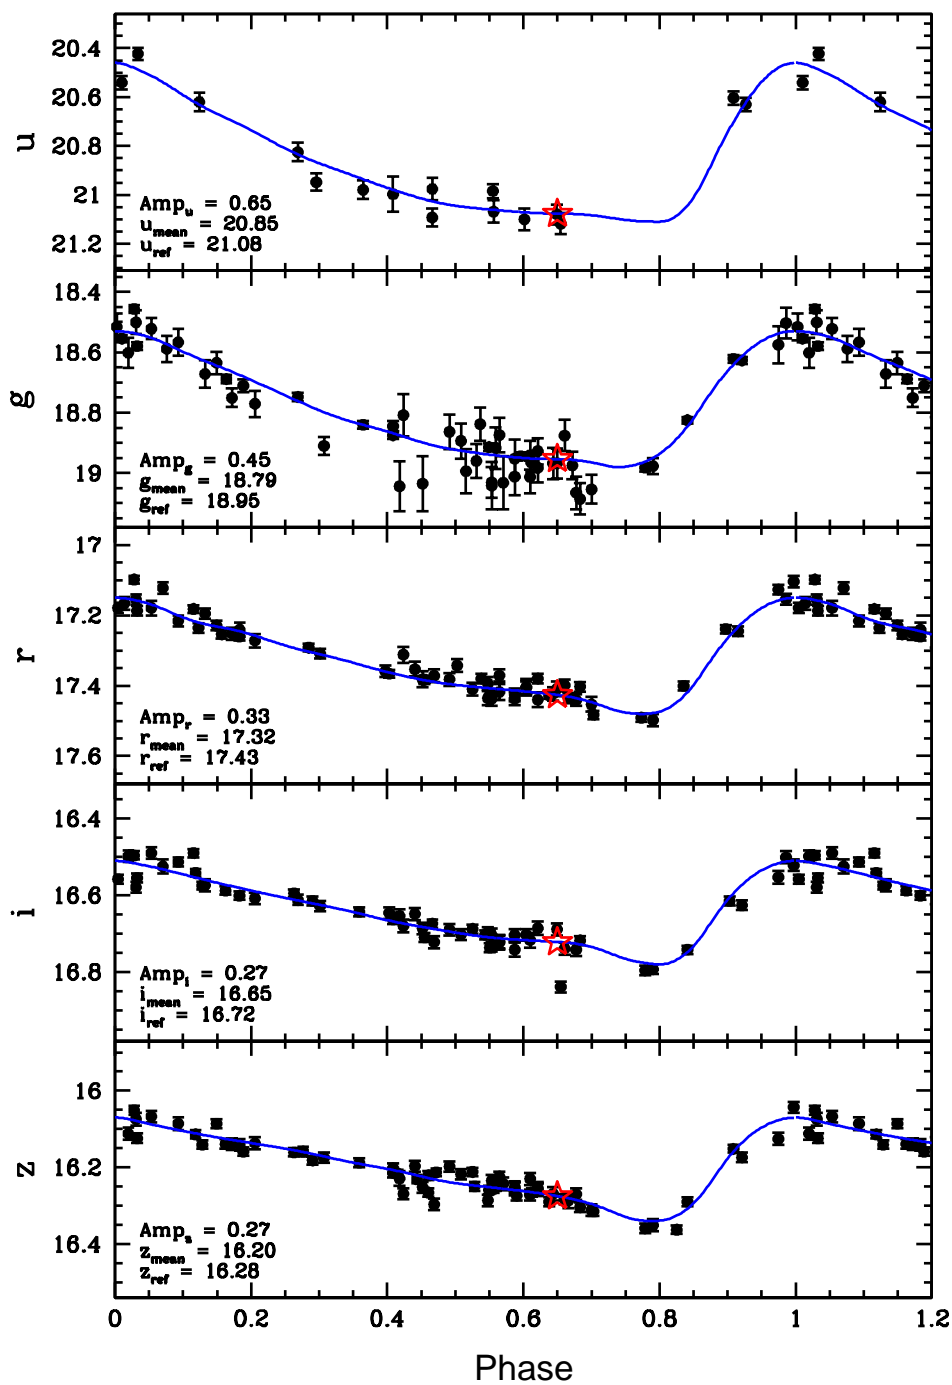 20.4
20.6
20.8
21
21.2
u
Amp_u = 0.65
u_mean = 20.85
u_ref = 21.08
18.4
18.6
18.8
19
g
Amp_g = 0.45
g_mean = 18.79
g_ref = 18.95
17
17.2
17.4
17.6
r
Amp_r = 0.33
r_mean = 17.32
r_ref = 17.43
16.4
16.6
16.8
i
Amp_i = 0.27
i_mean = 16.65
i_ref = 16.72
16
16.2
16.4
z
Amp_z = 0.27
z_mean = 16.20
z_ref = 16.28
0 0.2 0.4 0.6 0.8 1 1.2
Phase